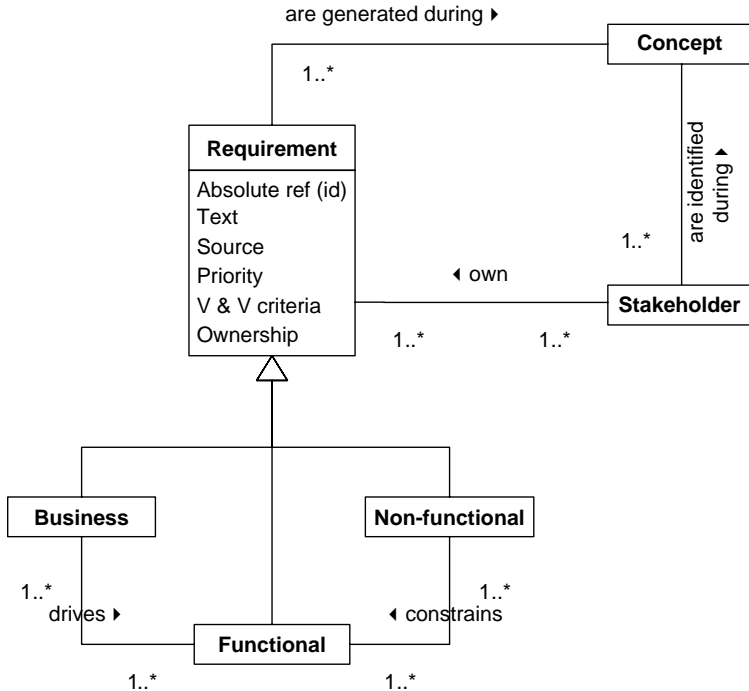 are generated during ▸
Concept
1..*
Requirement
Absolute ref (id)
Text
Source
Priority
V & V criteria
Ownership
are identified
during ▸
1..*
◂ own
Stakeholder
1..*
1..*
Business
Non-functional
1..*
drives ▸
1..*
◂ constrains
Functional
1..*
1..*